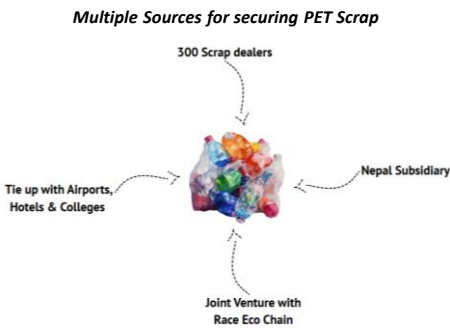 Multiple Sources for securing PET Scrap
300 Scrap dealers
Nepal Subsidiary
Tie up with Airports,
Hotels & Colleges
Joint Venture with
Race Eco Chain